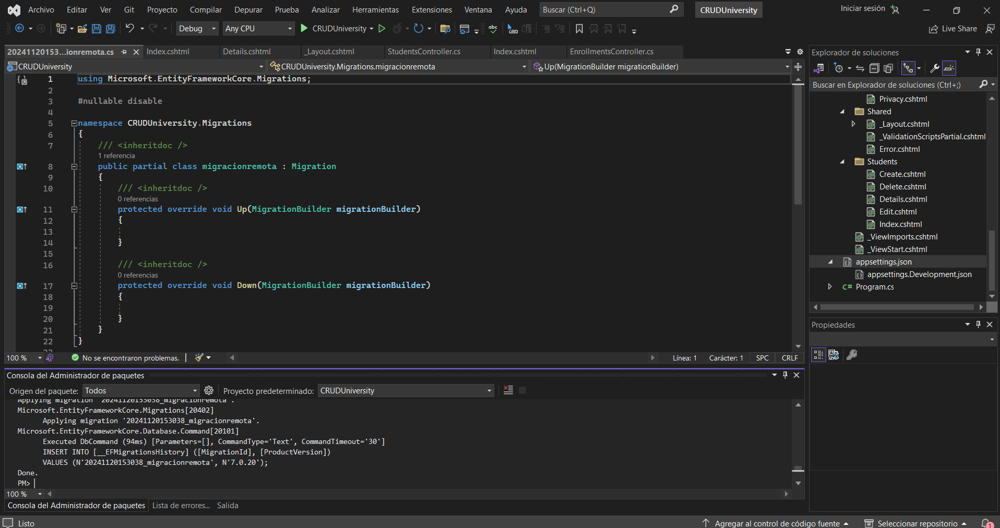 Archivo Editar Ver Git Proyecto Compilar Depurar Prueba Analizar Herramientas Extensiones Ventana Ayuda Buscar (Ctrl+Q) CRUDUniversity Iniciar sesión
Debug Any CPU CRUDUniversity Live Share
20241120153...ionremota.cs Index.cshtml Details.cshtml _Layout.cshtml StudentsController.cs Index.cshtml EnrollmentsController.cs
CRUDUniversity CRUDUniversity.Migrations.migracionremota Up(MigrationBuilder migrationBuilder)
1 using Microsoft.EntityFrameworkCore.Migrations;
2
3 #nullable disable
4
5 namespace CRUDUniversity.Migrations
6 {
7 /// <inheritdoc />
1 referencia
8 public partial class migracionremota : Migration
9 {
10 /// <inheritdoc />
0 referencias
11 protected override void Up(MigrationBuilder migrationBuilder)
12 {
13
14 }
15
16 /// <inheritdoc />
0 referencias
17 protected override void Down(MigrationBuilder migrationBuilder)
18 {
19
20 }
21 }
22 }
23
100 % No se encontraron problemas. Línea: 1 Carácter: 1 SPC CRLF
Consola del Administrador de paquetes
Origen del paquete: Todos Proyecto predeterminado: CRUDUniversity
Applying migration '20241120153038_migracionremota'.
Microsoft.EntityFrameworkCore.Migrations[20402]
Applying migration '20241120153038_migracionremota'.
Microsoft.EntityFrameworkCore.Database.Command[20101]
Executed DbCommand (94ms) [Parameters=[], CommandType='Text', CommandTimeout='30']
INSERT INTO [__EFMigrationsHistory] ([MigrationId], [ProductVersion])
VALUES (N'20241120153038_migracionremota', N'7.0.20');
Done.
PM>
100 %
Consola del Administrador de paquetes Lista de errores... Salida
Explorador de soluciones
Buscar en Explorador de soluciones (Ctrl+;)
Privacy.cshtml
Shared
_Layout.cshtml
_ValidationScriptsPartial.cshtml
Error.cshtml
Students
Create.cshtml
Delete.cshtml
Details.cshtml
Edit.cshtml
Index.cshtml
_ViewImports.cshtml
_ViewStart.cshtml
appsettings.json
appsettings.Development.json
C# Program.cs
Propiedades
Listo Agregar al control de código fuente Seleccionar repositorio 1